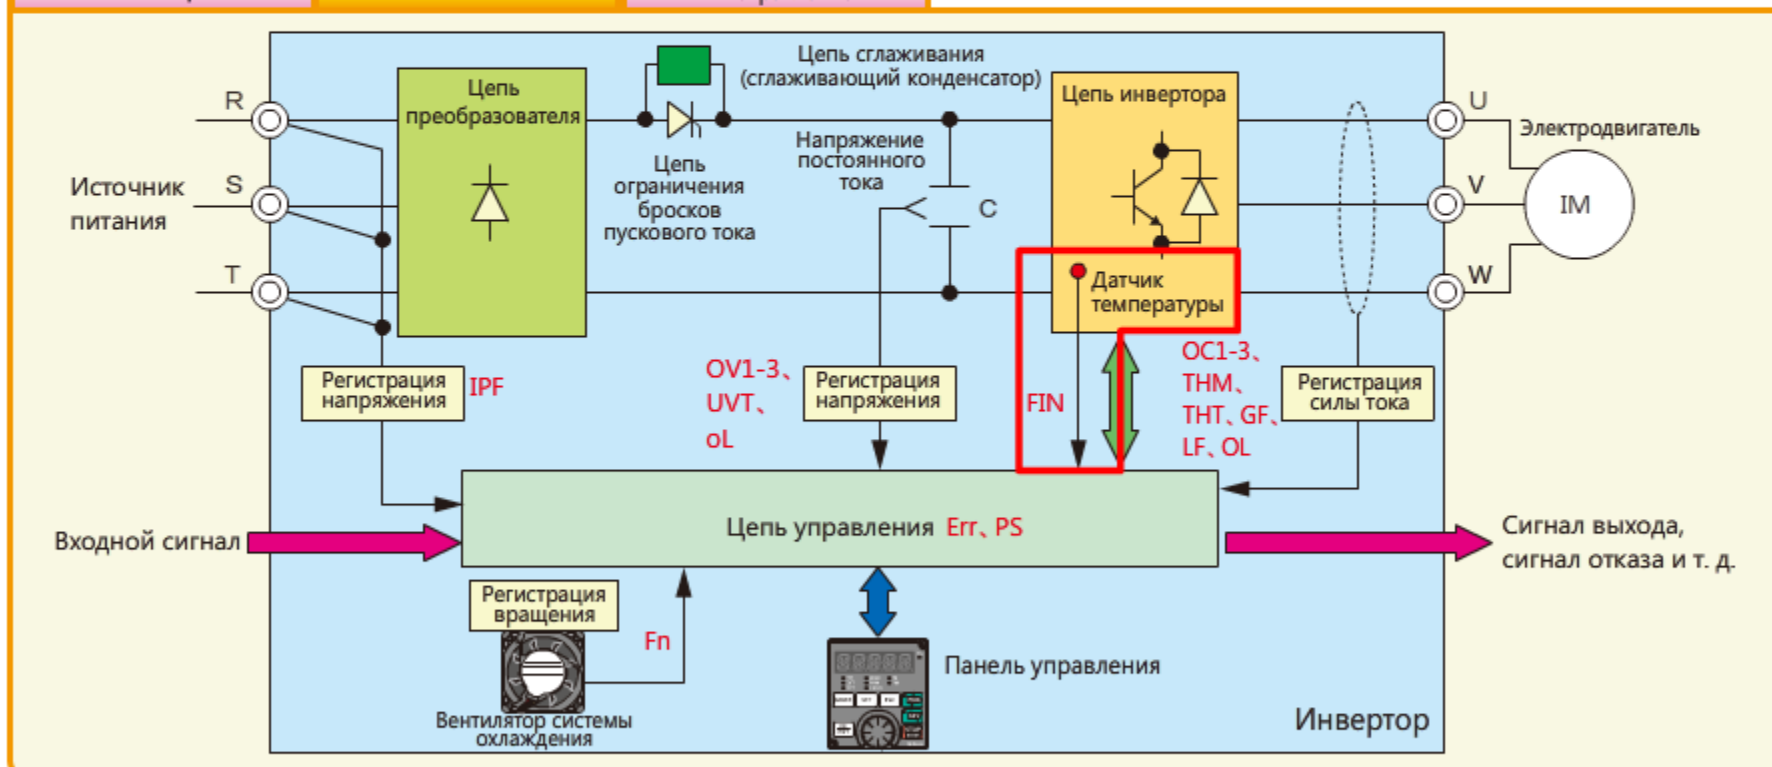 Цепь сглаживания
(сглаживающий конденсатор)
Цепь
преобразователя
Цепь инвертора
R
U
Электродвигатель
Напряжение
постоянного
тока
Цепь
ограничения
бросков
пускового тока
Источник
питания
S
C
V
IM
T
W
Датчик
температуры
Регистрация
напряжения
IPF
OV1-3、
UVT、
oL
Регистрация
напряжения
FIN
OC1-3、
THM、
THT、GF、
LF、OL
Регистрация
силы тока
Входной сигнал
Цепь управления Err、PS
Сигнал выхода,
сигнал отказа и т. д.
Регистрация
вращения
Fn
Вентилятор системы
охлаждения
Панель управления
Инвертор